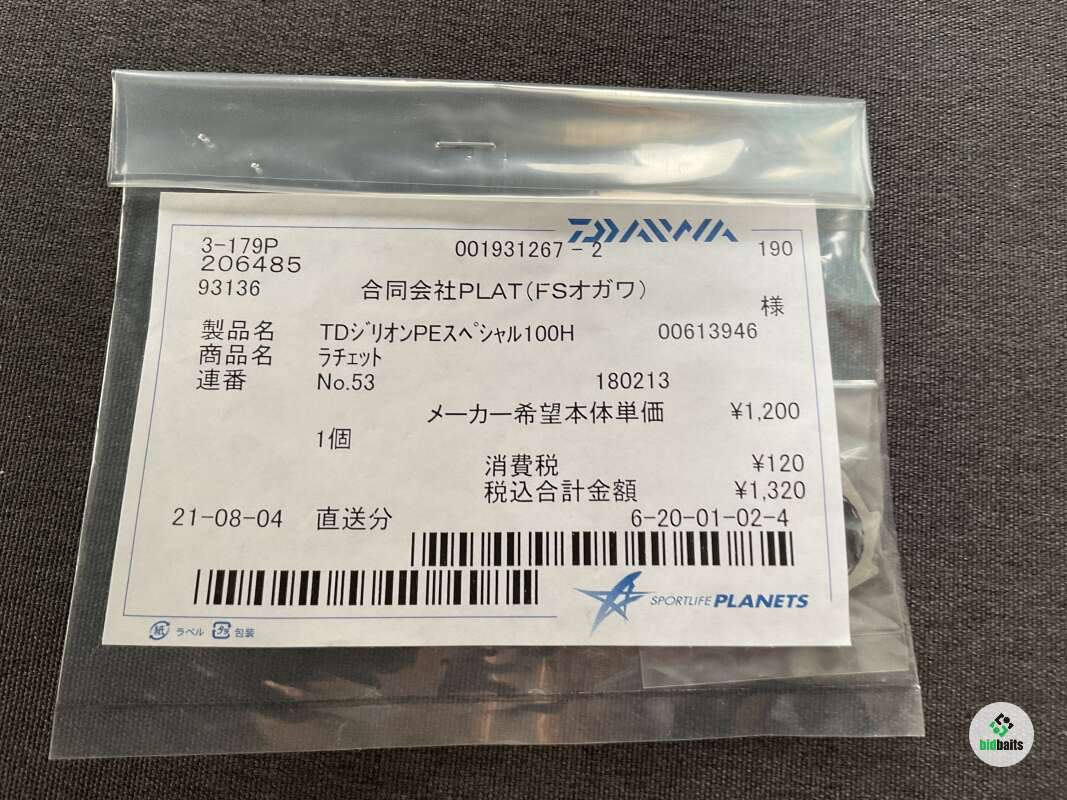 DAIWA
3-179P 001931267-2 190
206485
93136 合同会社PLAT(FSオガワ) 様
製品名 TDジリオンPEスペシャル100H 00613946
商品名 ラチェット
連番 No.53 180213
メーカー希望本体単価 ¥1,200
1個
消費税 ¥120
税込合計金額 ¥1,320
21-08-04 直送分 6-20-01-02-4
SPORTLIFE PLANETS
紙 ラベル プラ 包装
bidbaits